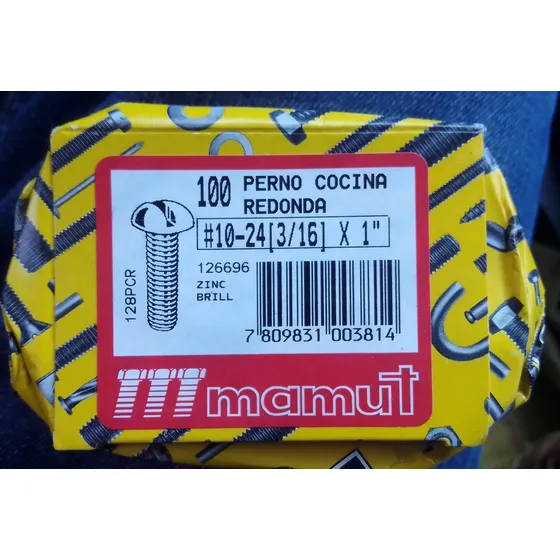 100 PERNO COCINA
REDONDA
#10-24[3/16] X 1"
126696
ZINC
BRILL
128PCR
7 809831 003814
mamut